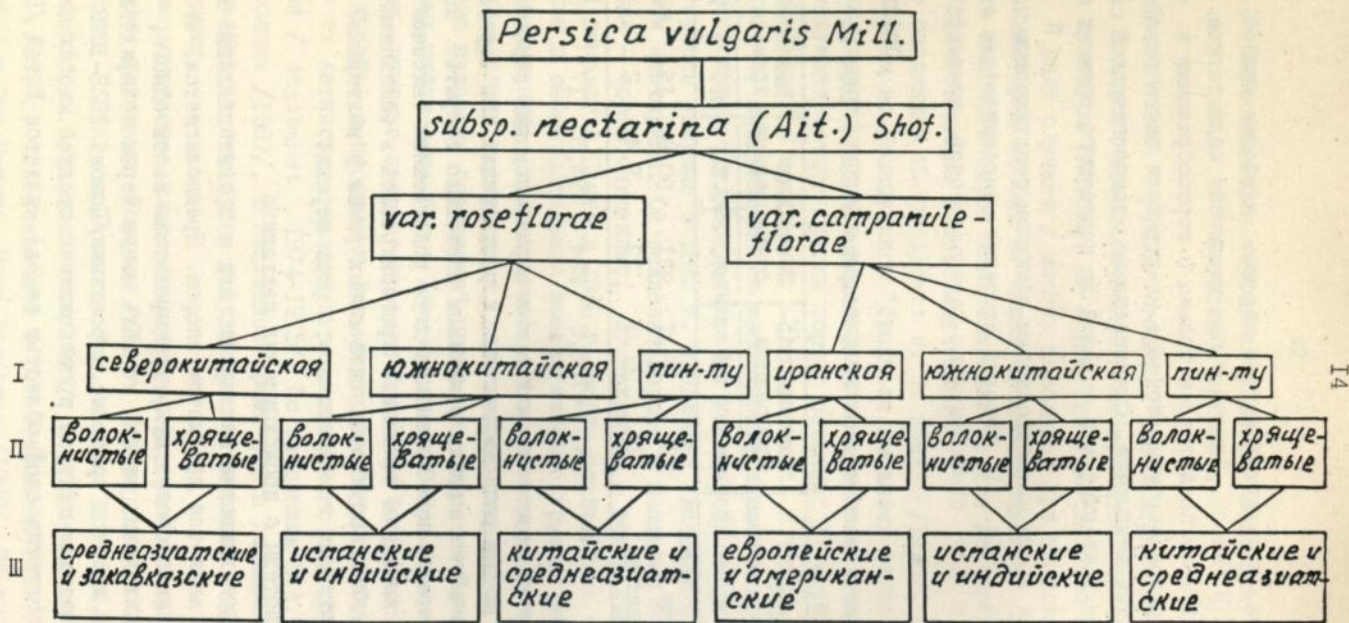 Persica vulgaris Mill.
subsp. nectarina (Ait.) Shof.
var. roseflorae
var. campanule-
florae
I
северокитайская
южнокитайская
пин-ту
иранская
южнокитайская
пин-ту
II
волок-
нистые
хряще-
ватые
волок-
нистые
хряще-
ватые
волок-
нистые
хряще-
ватые
волок-
нистые
хряще-
ватые
волок-
нистые
хряще-
ватые
волок-
нистые
хряще-
ватые
III
среднеазиатские
и закавказские
испанские
и индийские
китайские и
среднеазиат-
ские
европейские
и американ-
ские
испанские
и индийские
китайские и
среднеазиат-
ские
I4